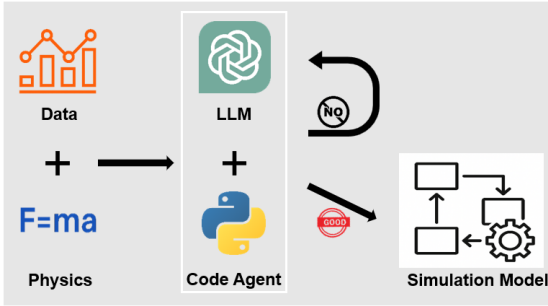 Data
+
F=ma
Physics
LLM
+
Code Agent
NO
GOOD
Simulation Model